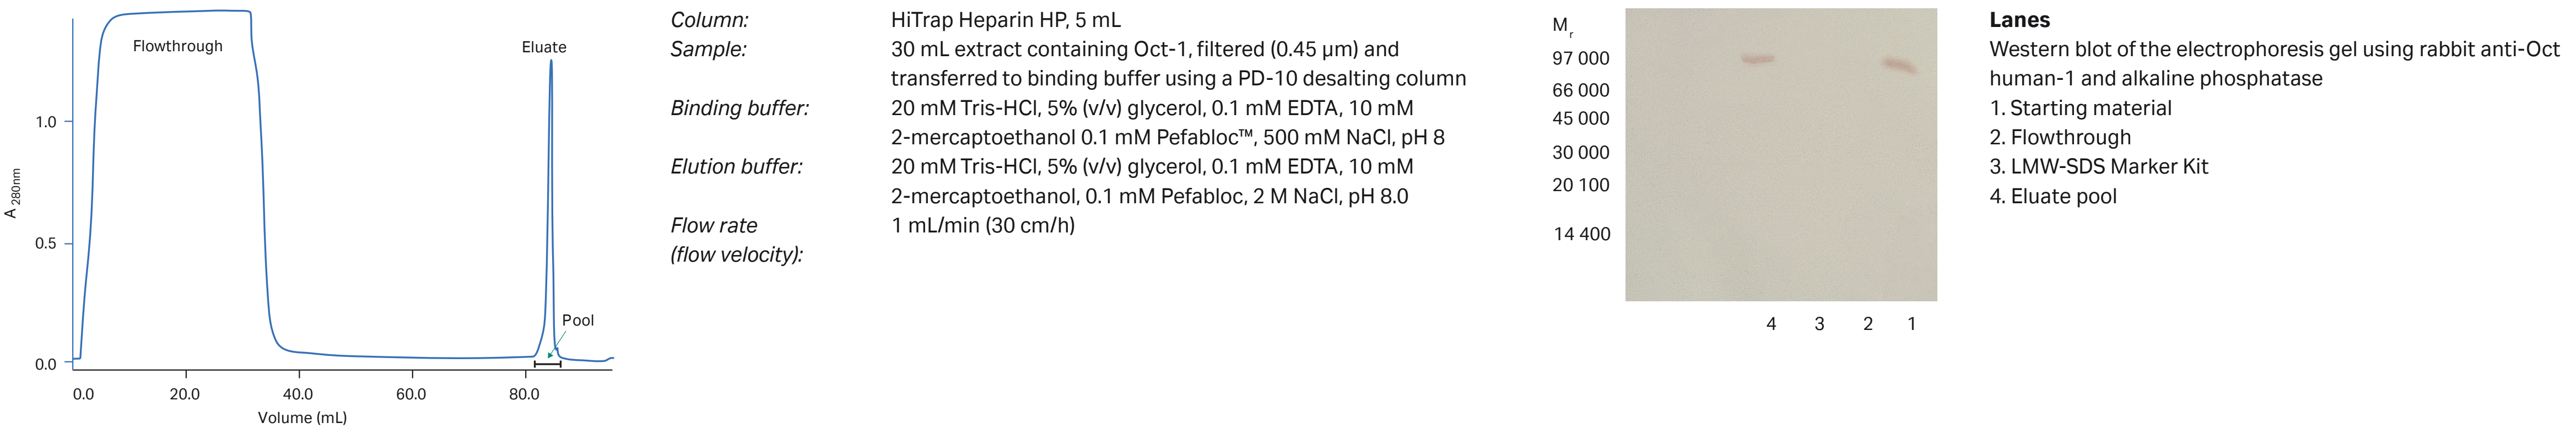 Flowthrough
Eluate
Pool
1.0
0.5
0.0
A 280nm
0.0 20.0 40.0 60.0 80.0
Volume (mL)
Column: HiTrap Heparin HP, 5 mL
Sample: 30 mL extract containing Oct-1, filtered (0.45 µm) and
transferred to binding buffer using a PD-10 desalting column
Binding buffer: 20 mM Tris-HCl, 5% (v/v) glycerol, 0.1 mM EDTA, 10 mM
2-mercaptoethanol 0.1 mM Pefabloc™, 500 mM NaCl, pH 8
Elution buffer: 20 mM Tris-HCl, 5% (v/v) glycerol, 0.1 mM EDTA, 10 mM
2-mercaptoethanol, 0.1 mM Pefabloc, 2 M NaCl, pH 8.0
Flow rate 1 mL/min (30 cm/h)
(flow velocity):
Mr
97 000
66 000
45 000
30 000
20 100
14 400
4 3 2 1
Lanes
Western blot of the electrophoresis gel using rabbit anti-Oct
human-1 and alkaline phosphatase
1. Starting material
2. Flowthrough
3. LMW-SDS Marker Kit
4. Eluate pool